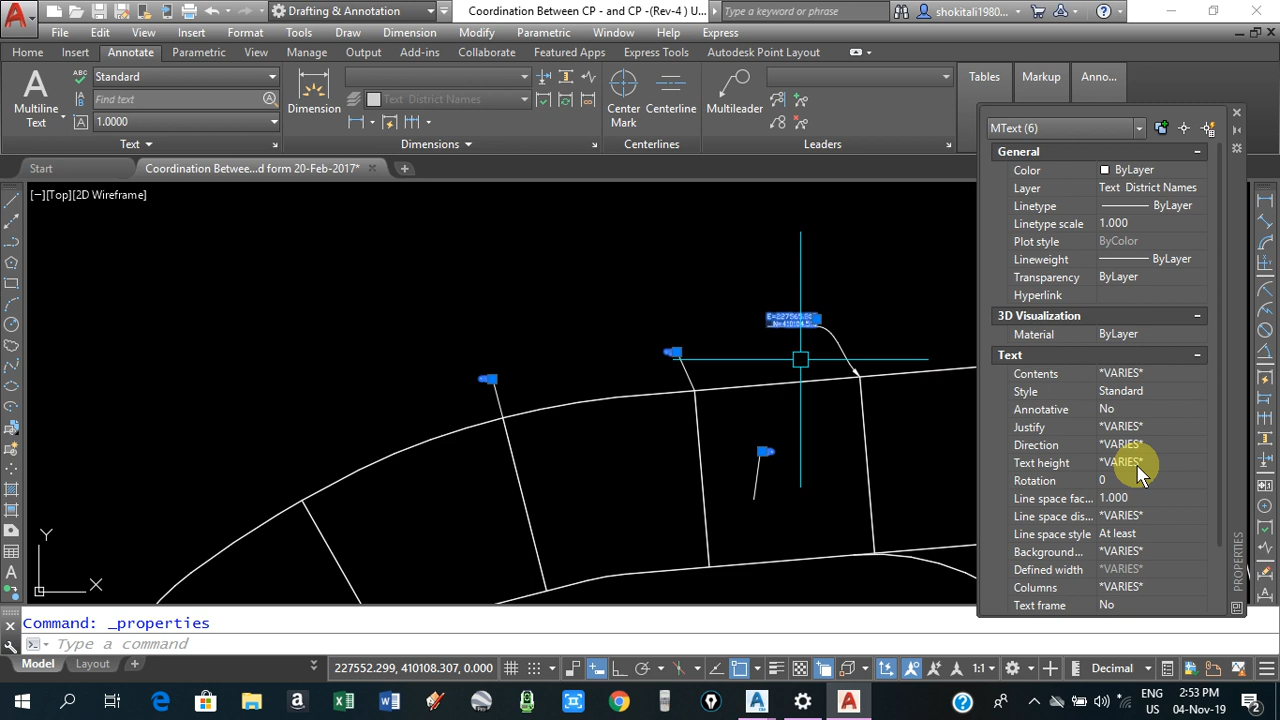 Drafting & Annotation
Coordination Between CP - and CP -(Rev-4 ) U...
Type a keyword or phrase
shokitali1980...
File Edit View Insert Format Tools Draw Dimension Modify Parametric Window Help Express
Home Insert Annotate Parametric View Manage Output Add-ins Collaborate Featured Apps Express Tools Autodesk Point Layout
Multiline
Text
ABC
Standard
Find text
1.0000
Dimension
Text District Names
Center
Mark
Centerline
Multileader
Tables
Markup
Anno...
Text
Dimensions
Centerlines
Leaders
Start
Coordination Betwee...d form 20-Feb-2017*
[−][Top][2D Wireframe]
MText (6)
General
Color ByLayer
Layer Text District Names
Linetype ByLayer
Linetype scale 1.000
Plot style ByColor
Lineweight ByLayer
Transparency ByLayer
Hyperlink
3D Visualization
Material ByLayer
Text
Contents *VARIES*
Style Standard
Annotative No
Justify *VARIES*
Direction *VARIES*
Text height *VARIES*
Rotation 0
Line space fac... 1.000
Line space dis... *VARIES*
Line space style At least
Background... *VARIES*
Defined width *VARIES*
Columns *VARIES*
Text frame No
PROPERTIES
Y
X
Command: _properties
Type a command
Model Layout
227552.299, 410108.307, 0.000
MODEL
1:1
Decimal
ENG
US
2:53 PM
04-Nov-19